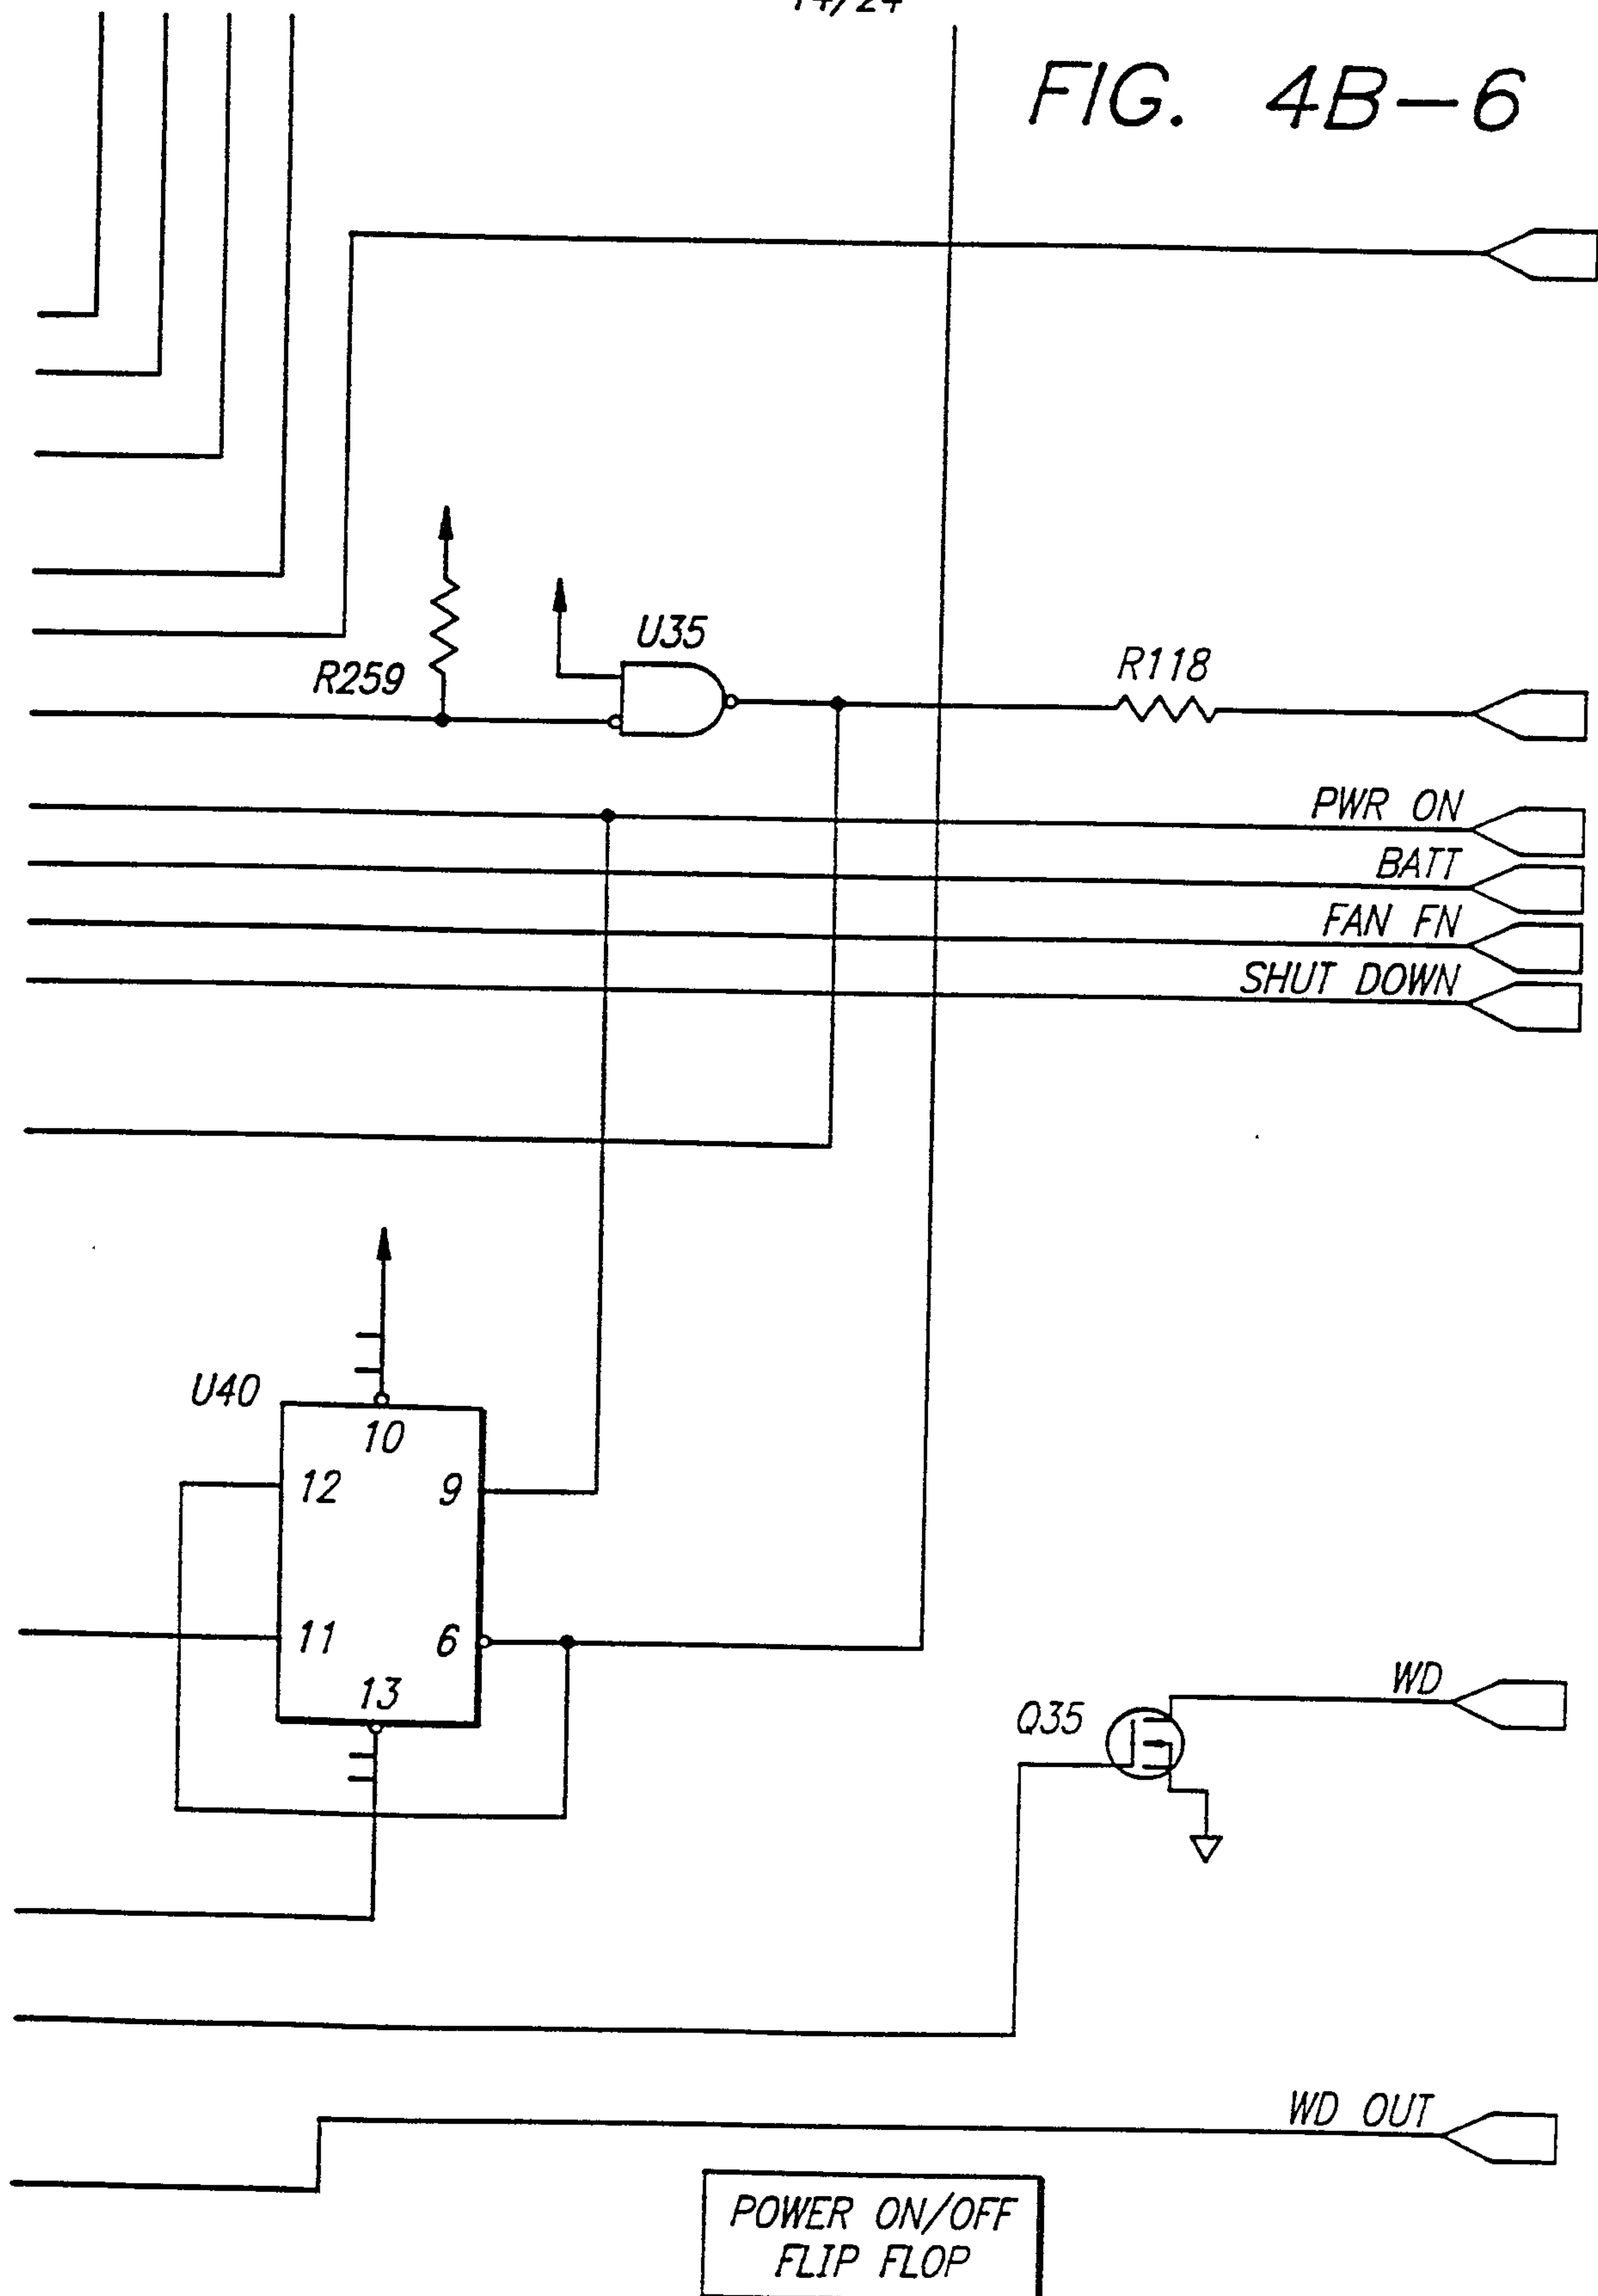 14/24
FIG. 4B-6
U35
R259
R118
PWR ON
BATT
FAN FN
SHUT DOWN
U40
10
12
9
11
6
13
WD
Q35
WD OUT
POWER ON/OFF
FLIP FLOP